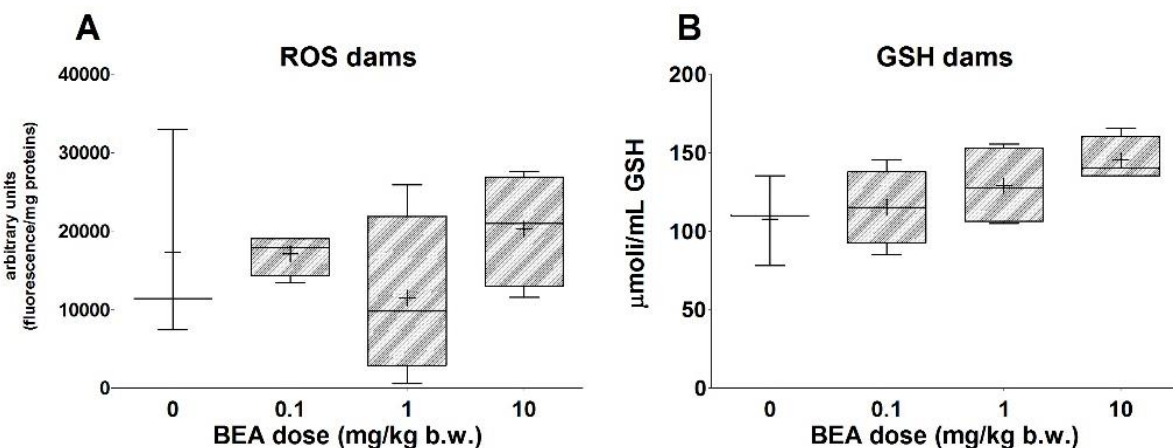 A
ROS dams
arbitrary units
(fluorescence/mg proteins)
40000
30000
20000
10000
0
0 0.1 1 10
BEA dose (mg/kg b.w.)
B
GSH dams
μmoli/mL GSH
200
150
100
50
0
0 0.1 1 10
BEA dose (mg/kg b.w.)